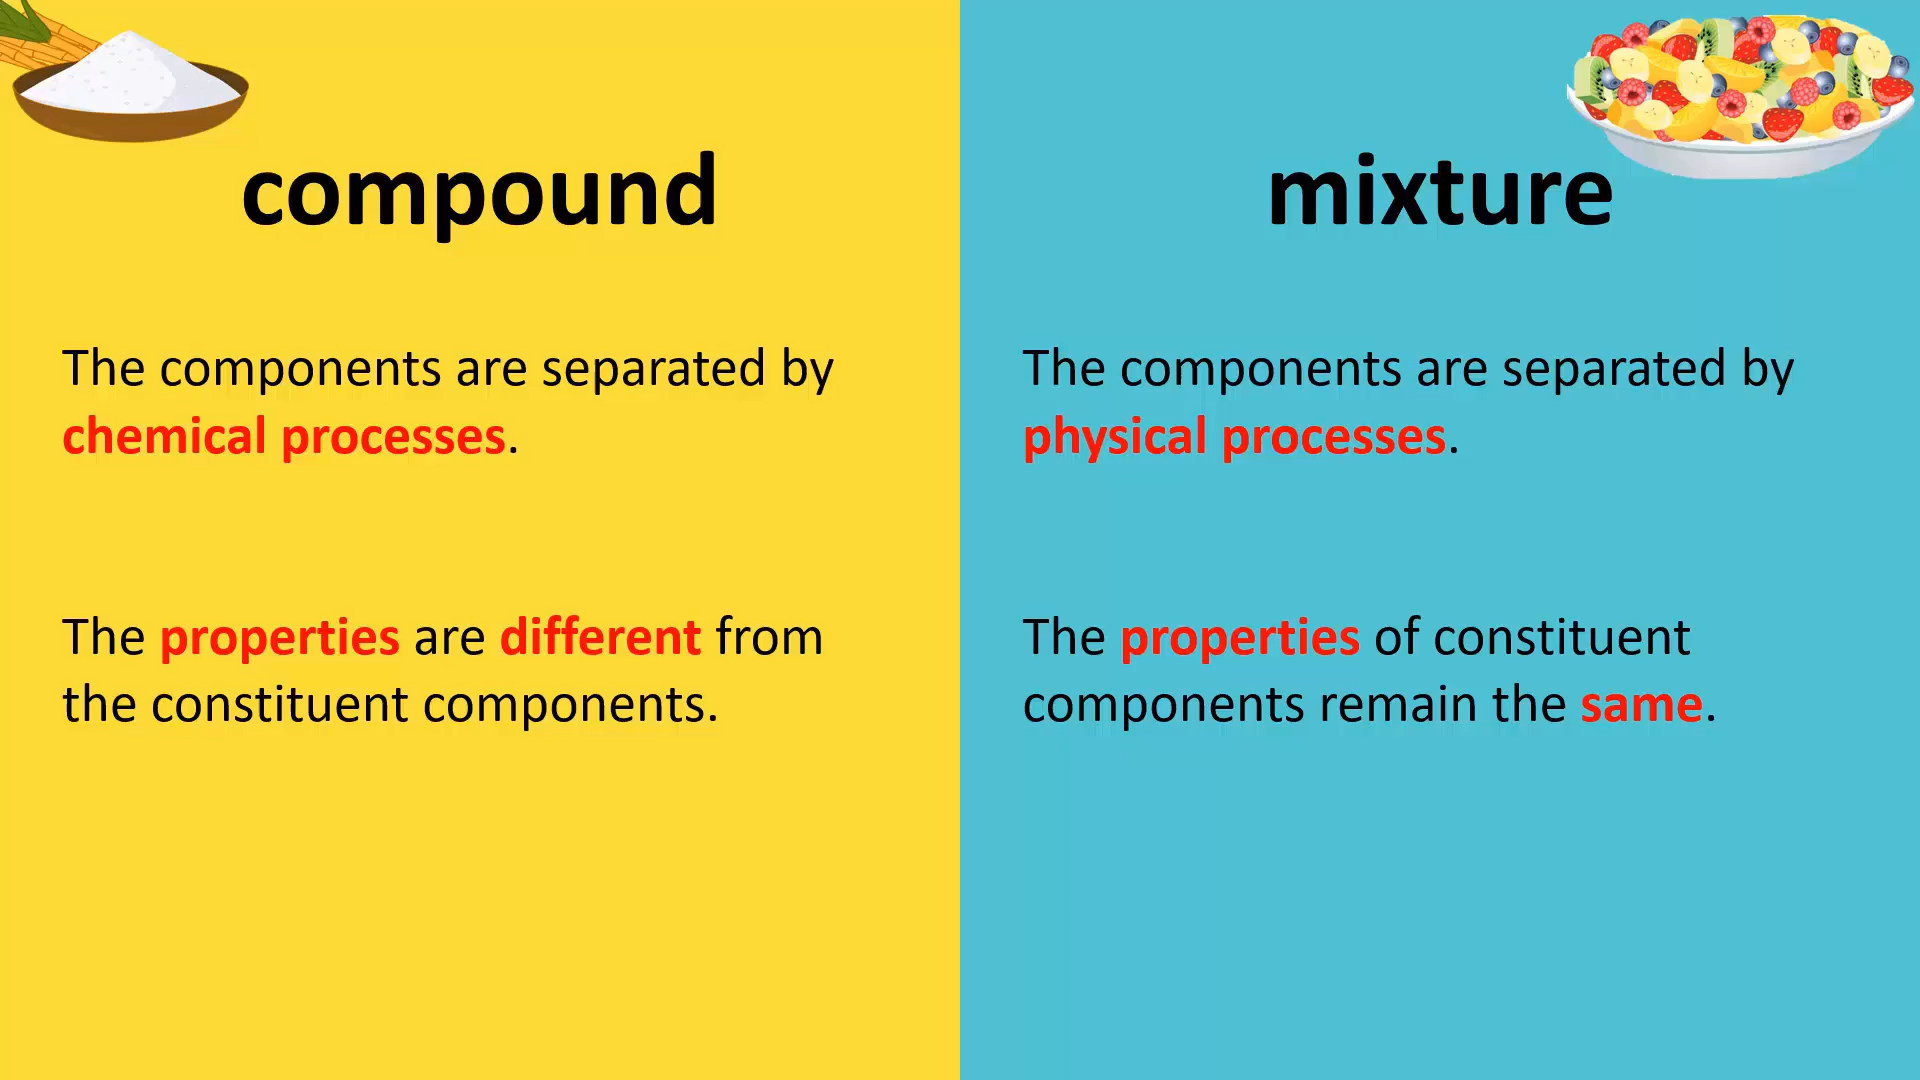 compound
The components are separated by
chemical processes.
The properties are different from
the constituent components.
mixture
The components are separated by
physical processes.
The properties of constituent
components remain the same.